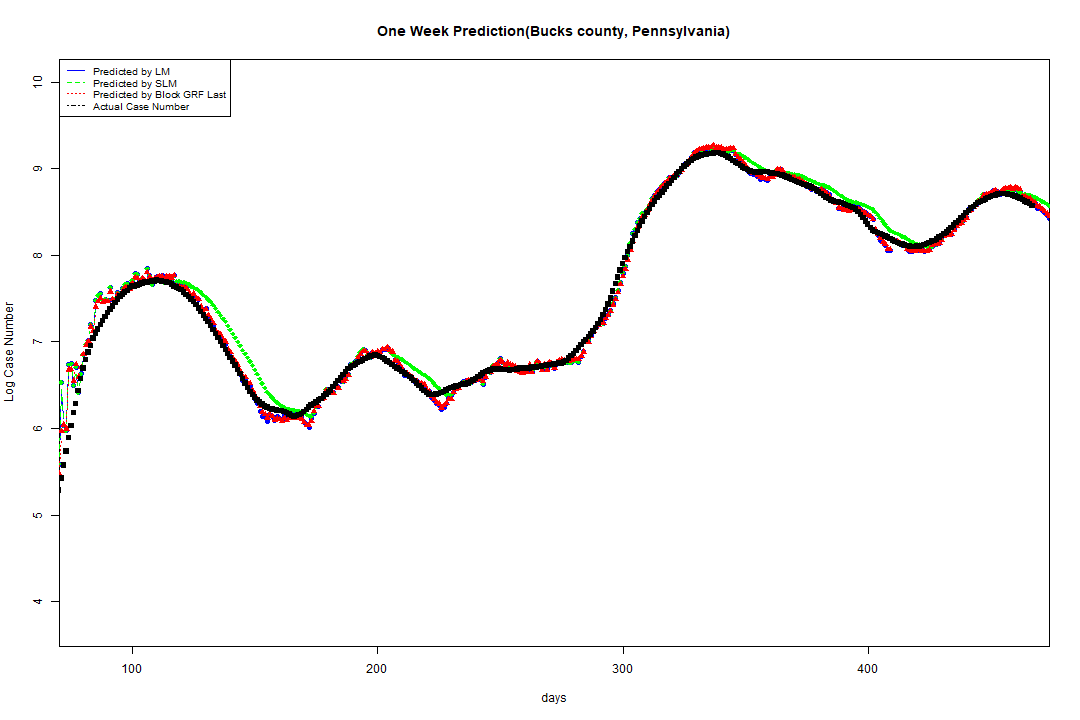 One Week Prediction(Bucks county, Pennsylvania)
Predicted by LM
Predicted by SLM
Predicted by Block GRF Last
Actual Case Number
10
9
8
7
6
5
4
Log Case Number
100 200 300 400
days